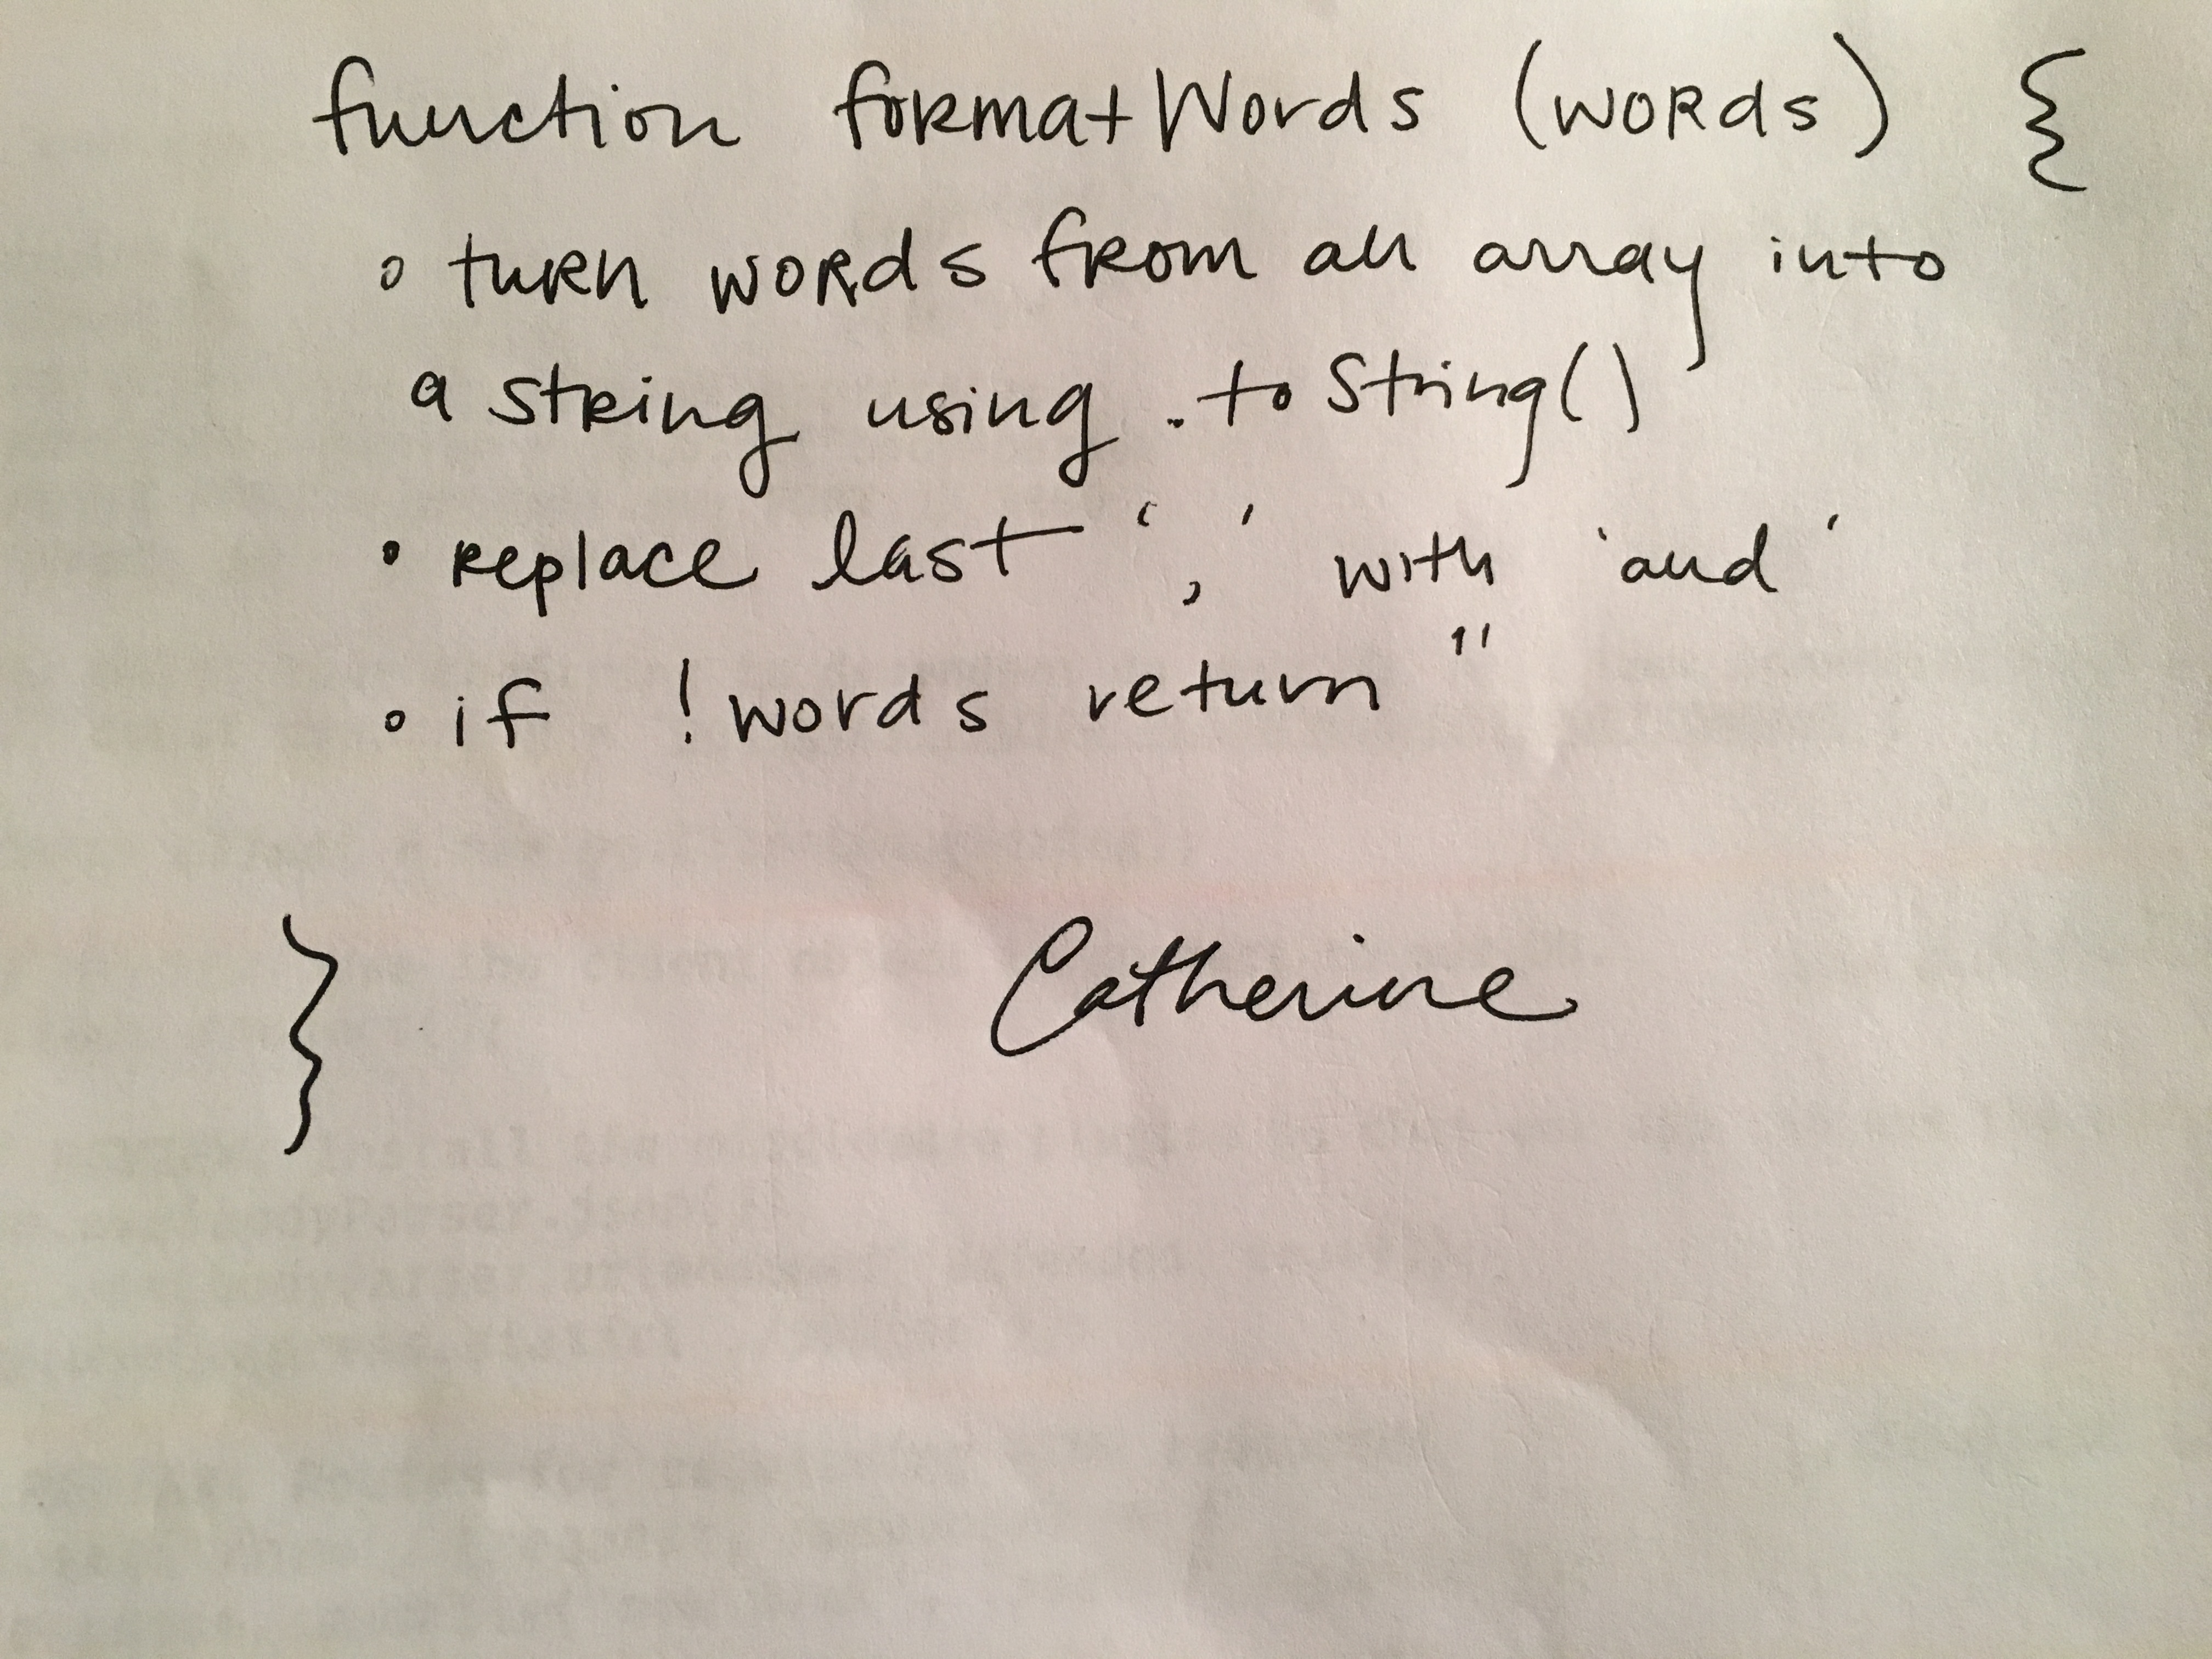 function formatWords (words) {
◦ turn words from an array into
a string using .toString()
• replace last ',' with 'and'
◦ if !words return ""
}
Catherine